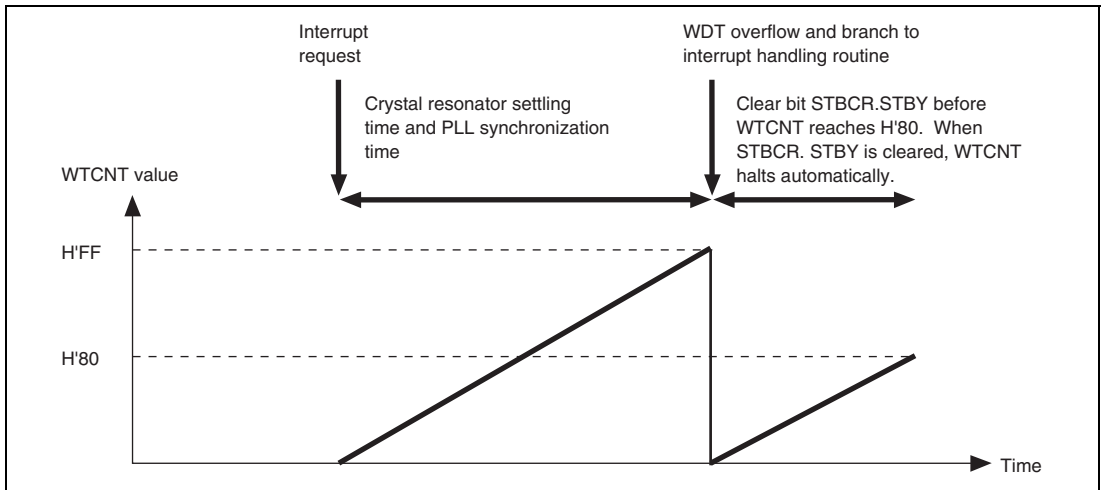 Interrupt
request
WDT overflow and branch to
interrupt handling routine
Crystal resonator settling
time and PLL synchronization
time
Clear bit STBCR.STBY before
WTCNT reaches H'80.  When
STBCR. STBY is cleared, WTCNT
halts automatically.
WTCNT value
H'FF
H'80
Time